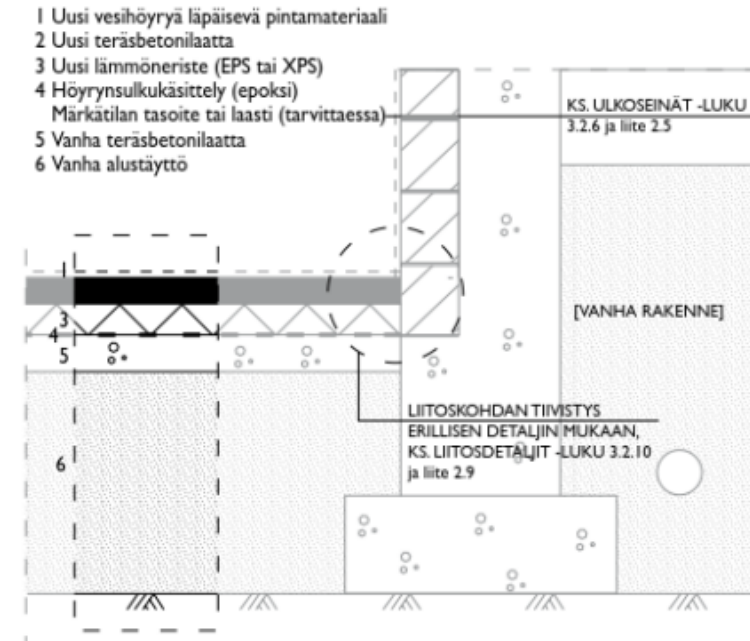 1 Uusi vesihöyryä läpäisevä pintamateriaali
2 Uusi teräsbetonilaatta
3 Uusi lämmöneriste (EPS tai XPS)
4 Höyrynsulkukäsittely (epoksi)
Märkätilan tasoite tai laasti (tarvittaessa)
5 Vanha teräsbetonilaatta
6 Vanha alustäyttö
KS. ULKOSEINÄT -LUKU
3.2.6 ja liite 2.5
1
3
4
5
6
[VANHA RAKENNE]
LIITOSKOHDAN TIIVISTYS
ERILLISEN DETALJIN MUKAAN,
KS. LIITOSDETALJIT -LUKU 3.2.10
ja liite 2.9